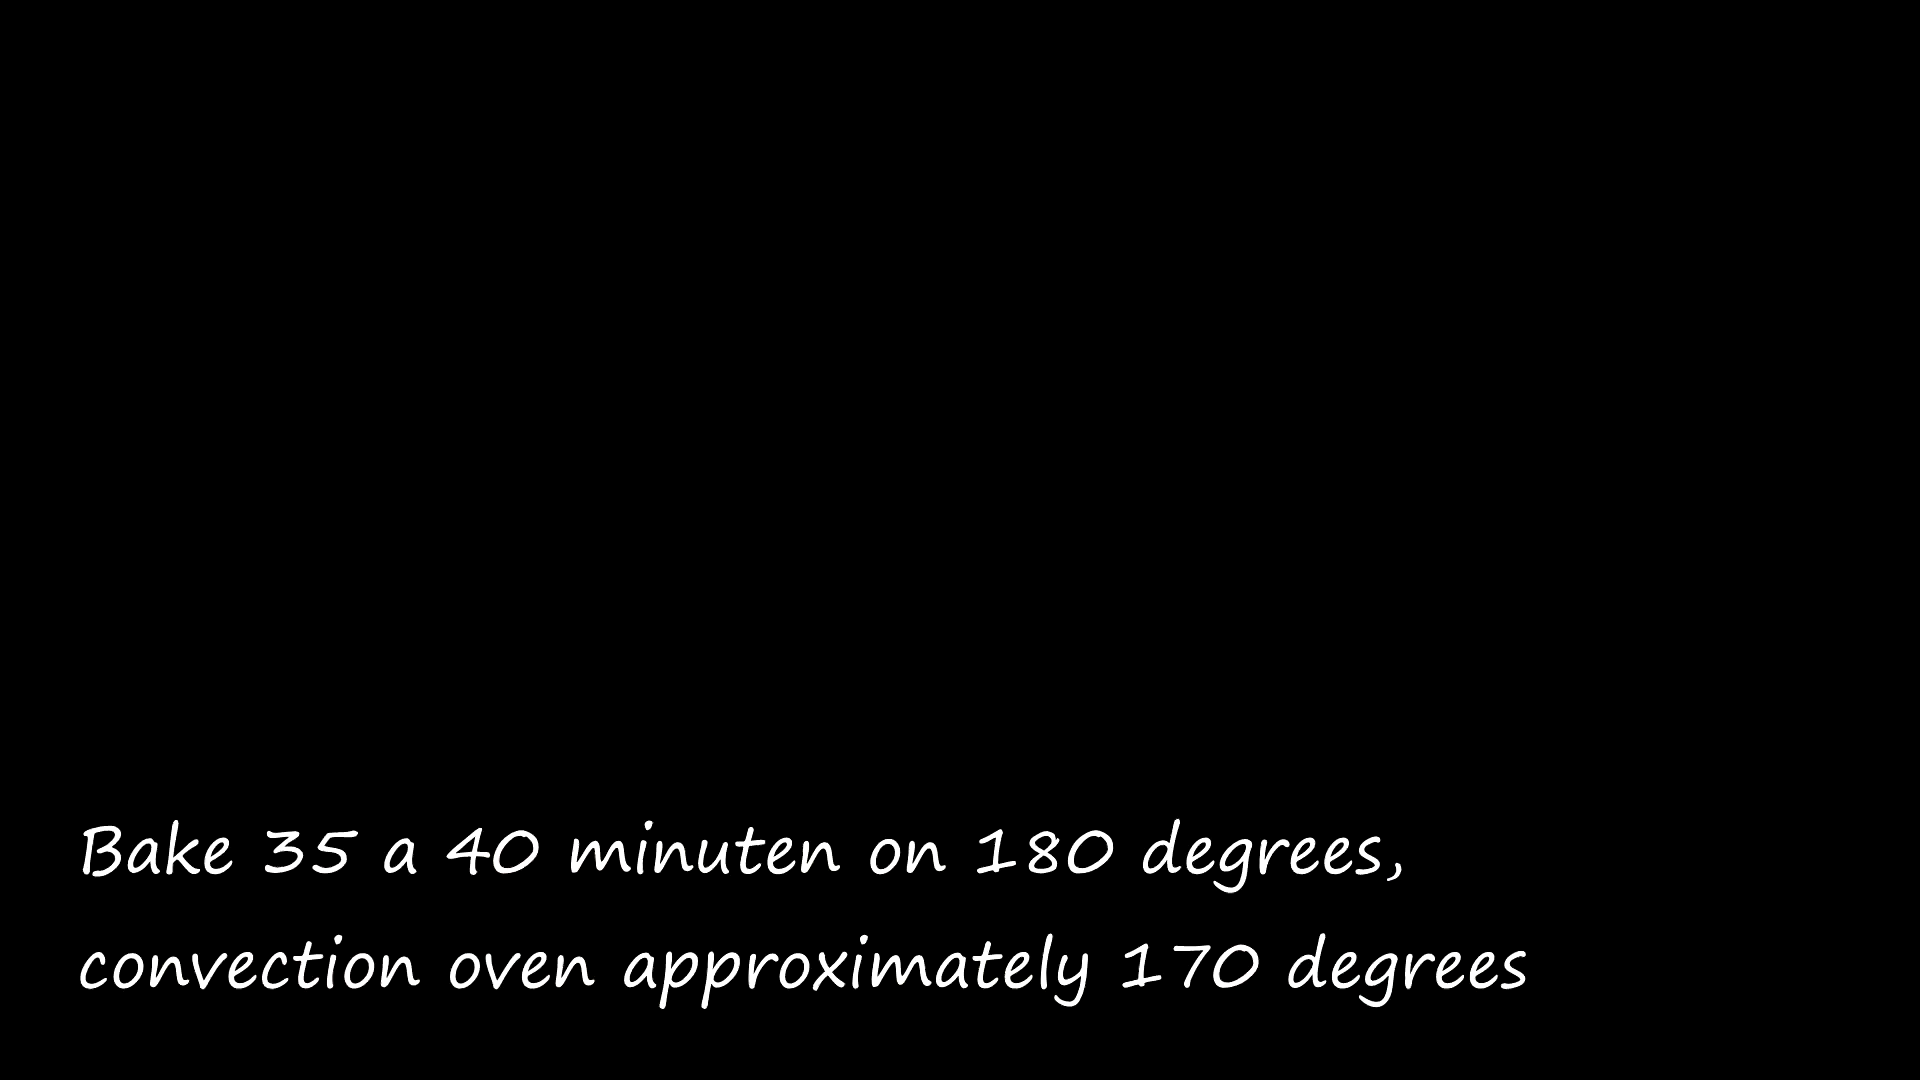 Bake 35 a 40 minuten on 180 degrees,
convection oven approximately 170 degrees